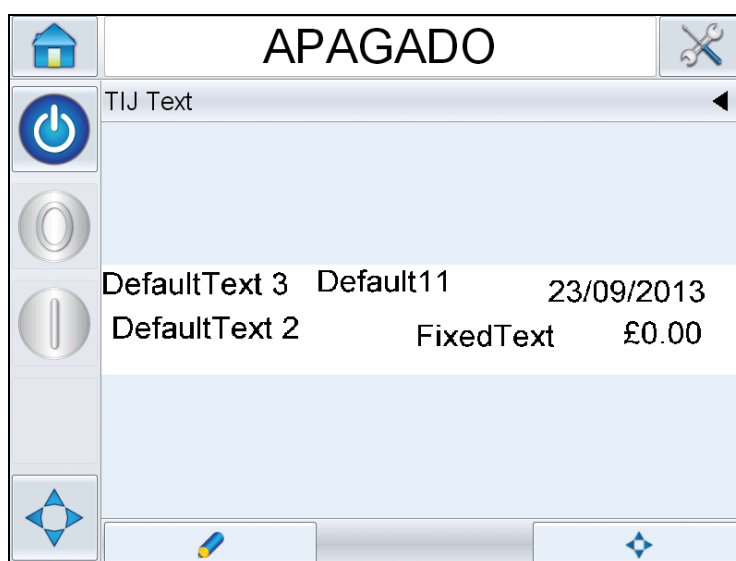 APAGADO
TIJ Text
DefaultText 3 Default11 23/09/2013
DefaultText 2 FixedText £0.00